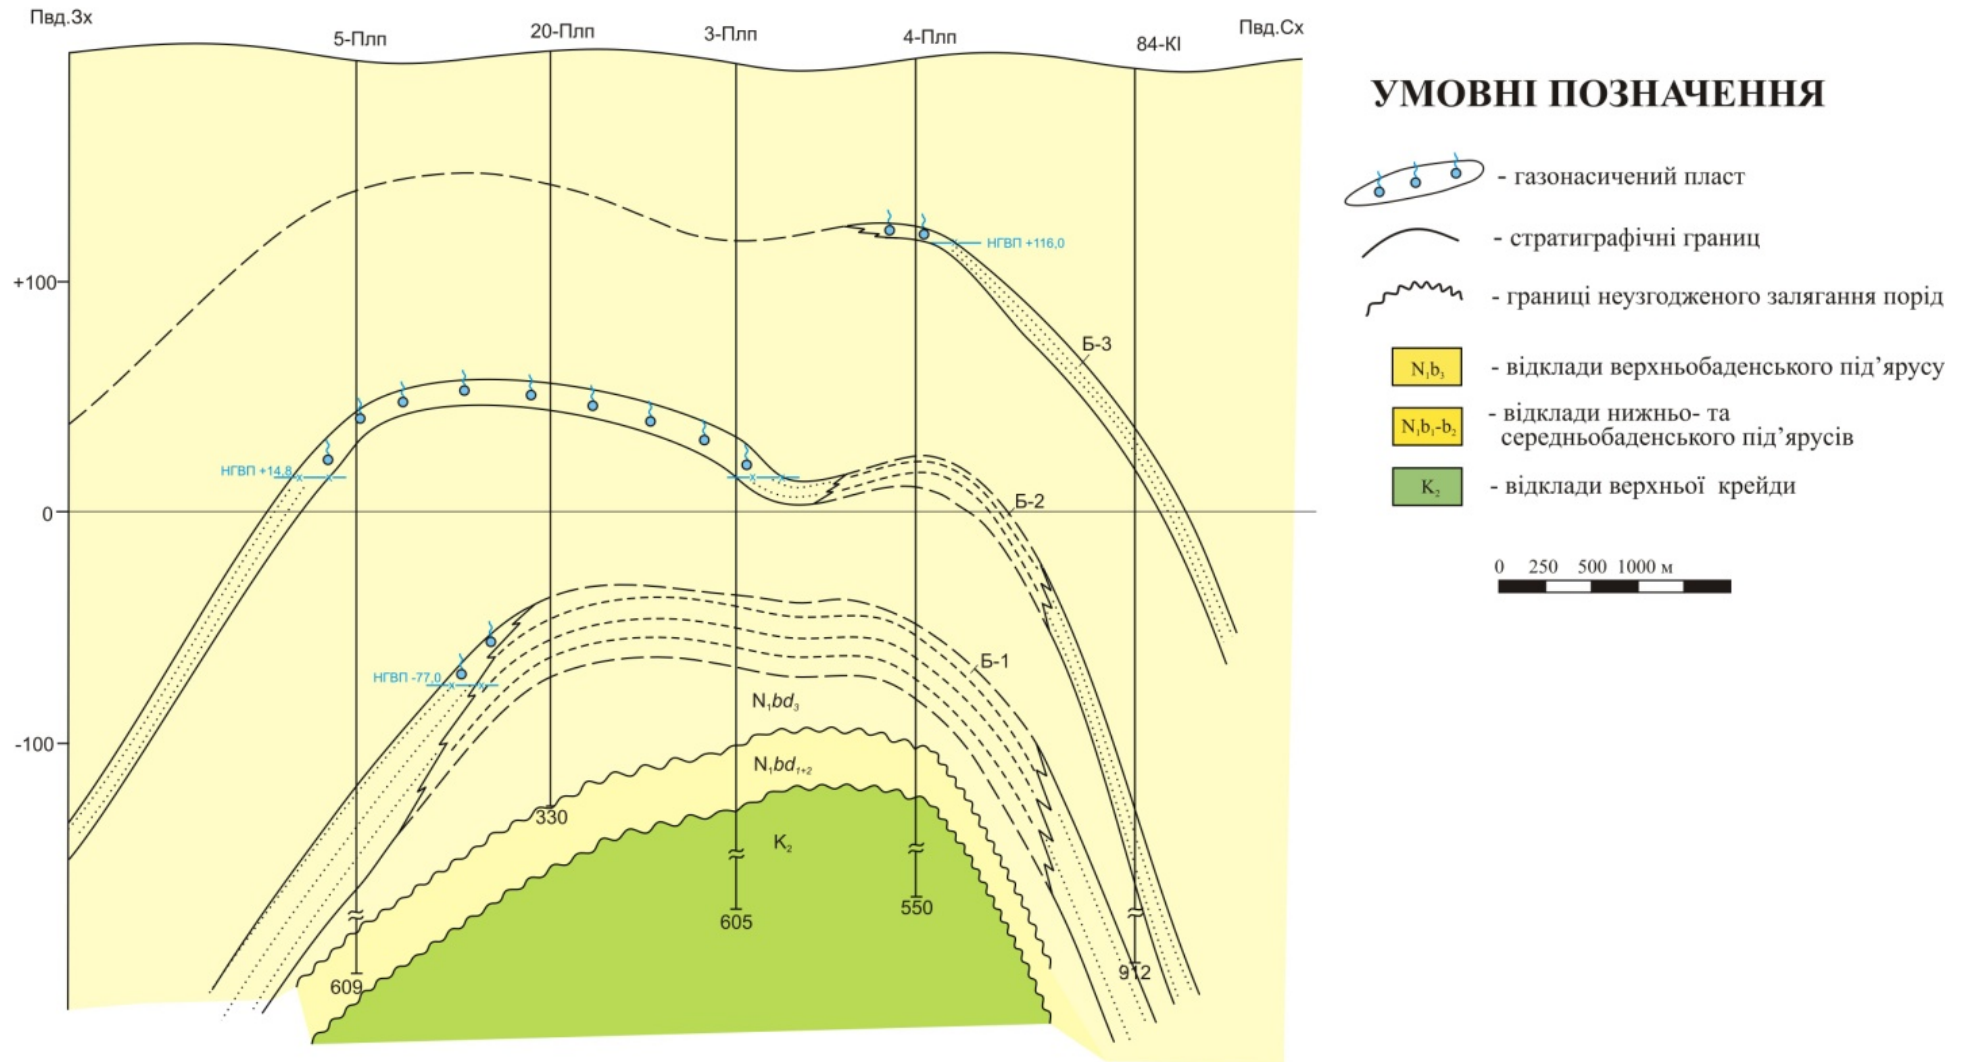 Пвд.Зх
5-Плп
20-Плп
3-Плп
4-Плп
84-КІ
Пвд.Сх
НГВП +116,0
+100
Б-3
НГВП +14,8
0
Б-2
НГВП -77,0
Б-1
N₁bd₃
-100
N₁bd₁₊₂
330
K₂
609
605
550
912
УМОВНІ ПОЗНАЧЕННЯ
- газонасичений пласт
- стратиграфічні границ
- границі неузгодженого залягання порід
N₁b₃ - відклади верхньобаденського під’ярусу
N₁b₁-b₂ - відклади нижньо- та
середньобаденського під’ярусів
K₂ - відклади верхньої крейди
0 250 500 1000 м